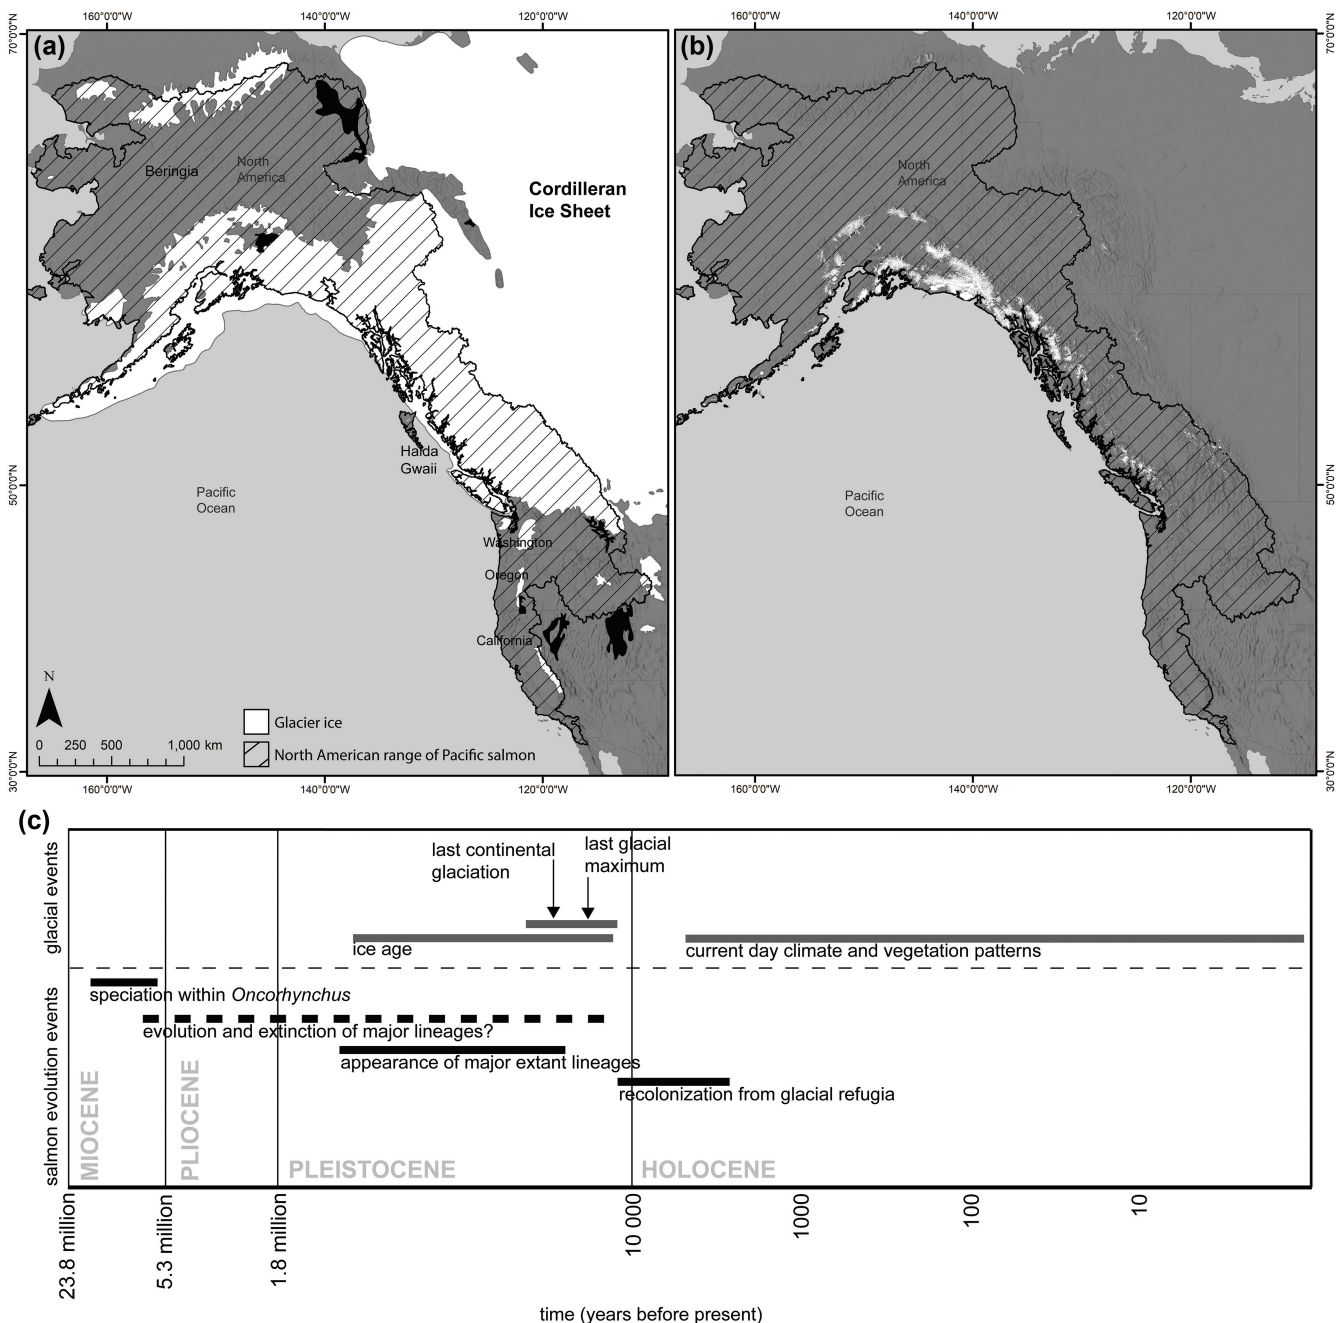 160°0'0"W 140°0'0"W 120°0'0"W 160°0'0"W 140°0'0"W 120°0'0"W
70°0'0"N
(a)
(b)
70°0'0"N
Beringia
North
America
Cordilleran
Ice Sheet
North
America
50°0'0"N
Haida
Gwaii
Pacific
Ocean
Washington
Oregon
California
Pacific
Ocean
50°0'0"N
N
0 250 500 1,000 km
Glacier ice
North American range of Pacific salmon
30°0'0"N
30°0'0"N
160°0'0"W 140°0'0"W 120°0'0"W 160°0'0"W 140°0'0"W 120°0'0"W
(c)
glacial events
last continental
glaciation
last glacial
maximum
ice age
current day climate and vegetation patterns
salmon evolution events
speciation within Oncorhynchus
evolution and extinction of major lineages?
appearance of major extant lineages
recolonization from glacial refugia
MIOCENE
PLIOCENE
PLEISTOCENE
HOLOCENE
23.8 million
5.3 million
1.8 million
10 000
1000
100
10
time (years before present)